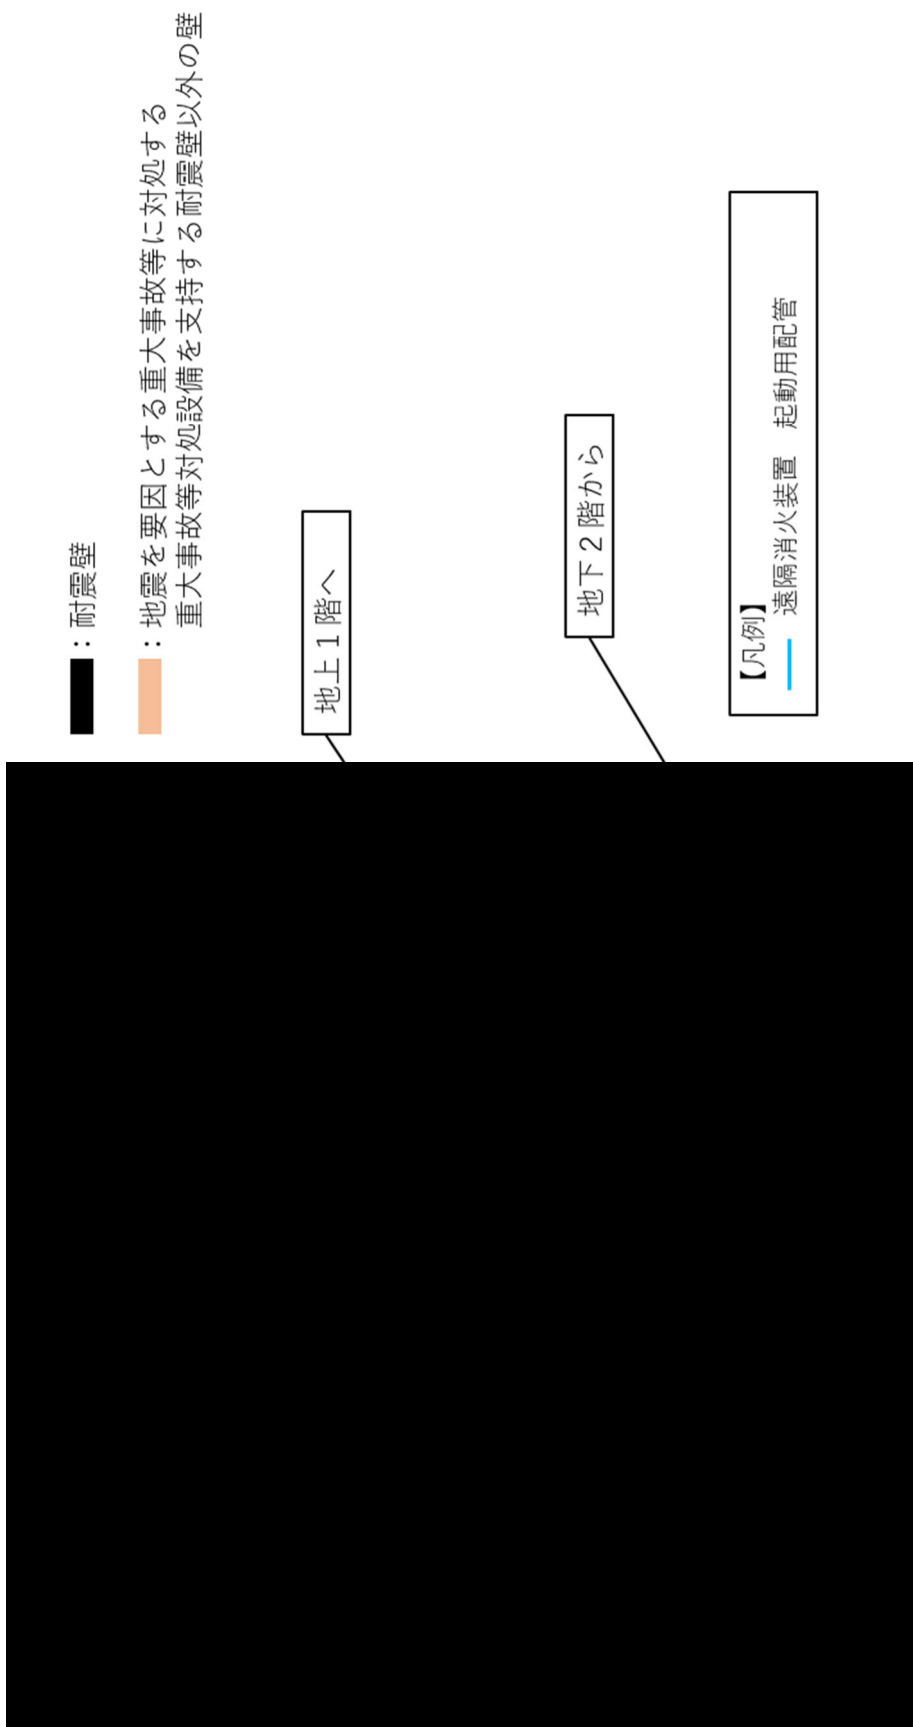 ：耐震壁
：地震を要因とする重大事故等に対処する
重大事故等対処設備を支持する耐震壁以外の壁
地上１階へ
地下２階から
【凡例】
遠隔消火装置　起動用配管